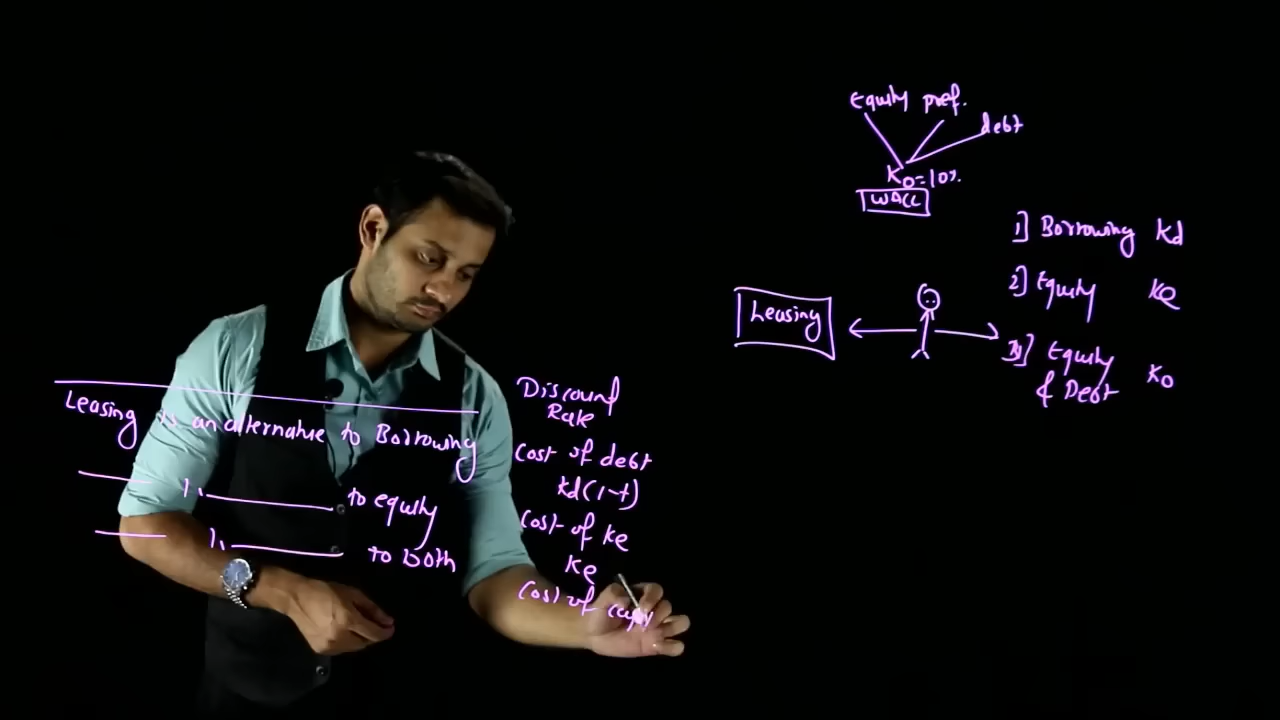 Equity pref.
debt
Ko=10%.
WACC
1] Borrowing Kd
2] Equity Ke
3] Equity & Debt Ko
Leasing
Discount
Rate
Leasing is an alternative to Borrowing
Cost of debt
Kd(1-t)
to equity
Cost of Ke
Ke
to both
Cost of